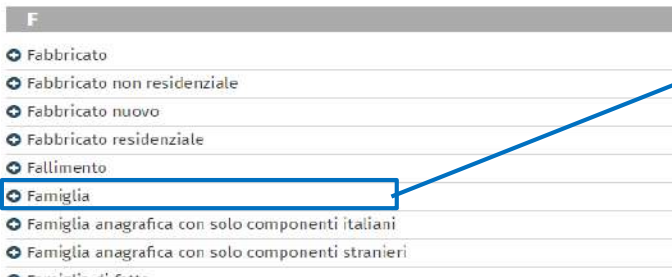 F
Fabbricato
Fabbricato non residenziale
Fabbricato nuovo
Fabbricato residenziale
Fallimento
Famiglia
Famiglia anagrafica con solo componenti italiani
Famiglia anagrafica con solo componenti stranieri